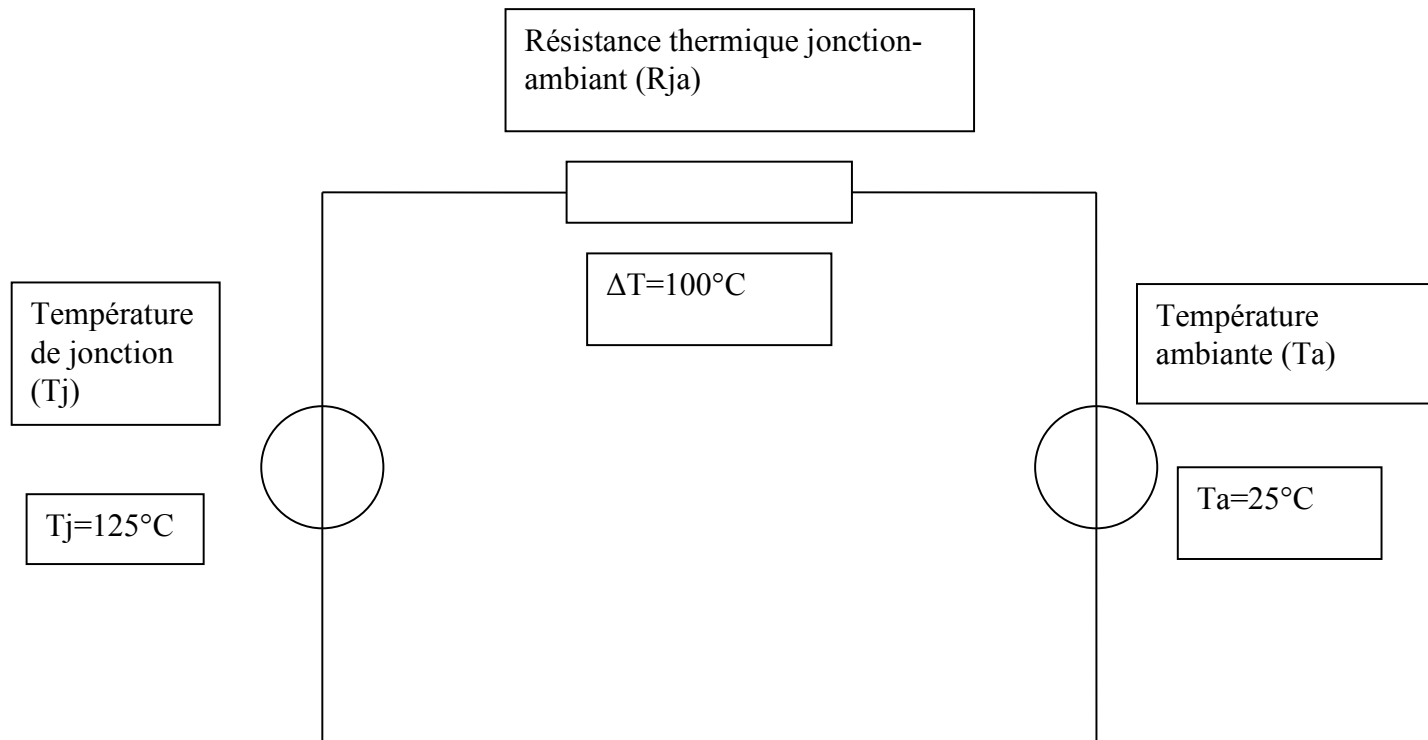 Résistance thermique jonction-
ambiant (Rja)
ΔT=100°C
Température
de jonction
(Tj)
Température
ambiante (Ta)
Tj=125°C
Ta=25°C